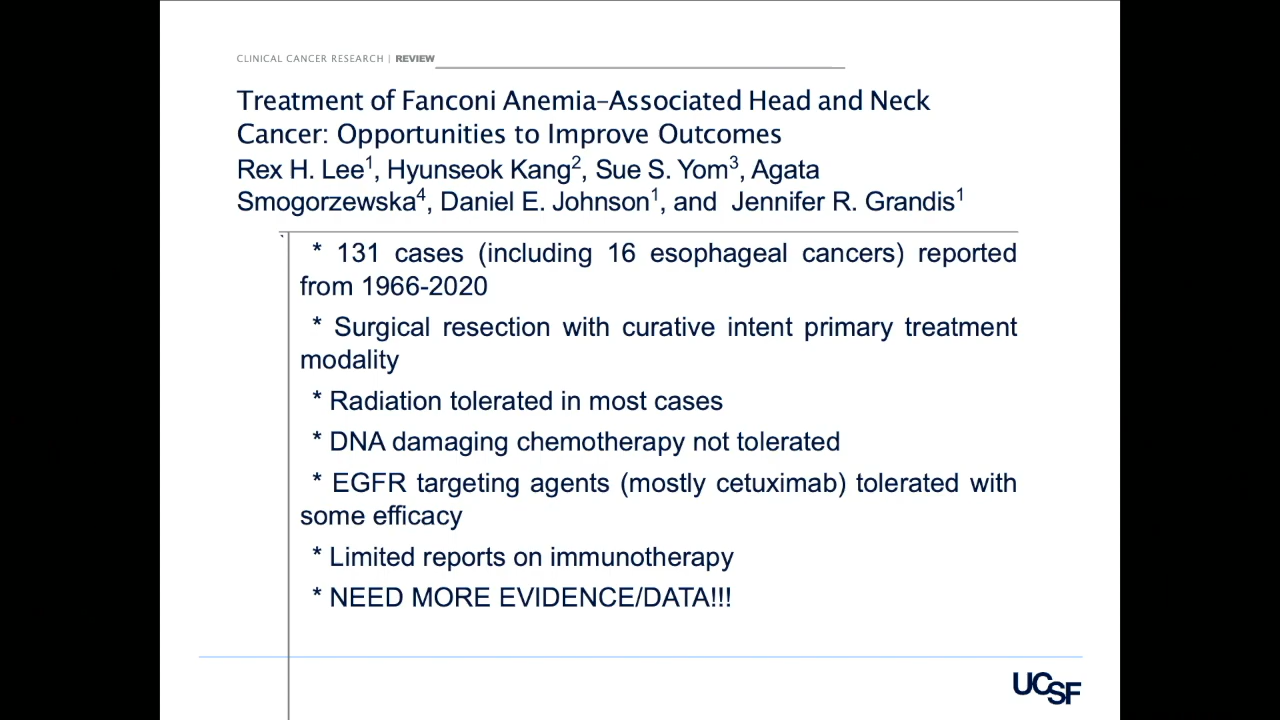 CLINICAL CANCER RESEARCH | REVIEW
Treatment of Fanconi Anemia–Associated Head and Neck
Cancer: Opportunities to Improve Outcomes
Rex H. Lee1, Hyunseok Kang2, Sue S. Yom3, Agata
Smogorzewska4, Daniel E. Johnson1, and Jennifer R. Grandis1
* 131 cases (including 16 esophageal cancers) reported
from 1966-2020
* Surgical resection with curative intent primary treatment
modality
* Radiation tolerated in most cases
* DNA damaging chemotherapy not tolerated
* EGFR targeting agents (mostly cetuximab) tolerated with
some efficacy
* Limited reports on immunotherapy
* NEED MORE EVIDENCE/DATA!!!
UCSF